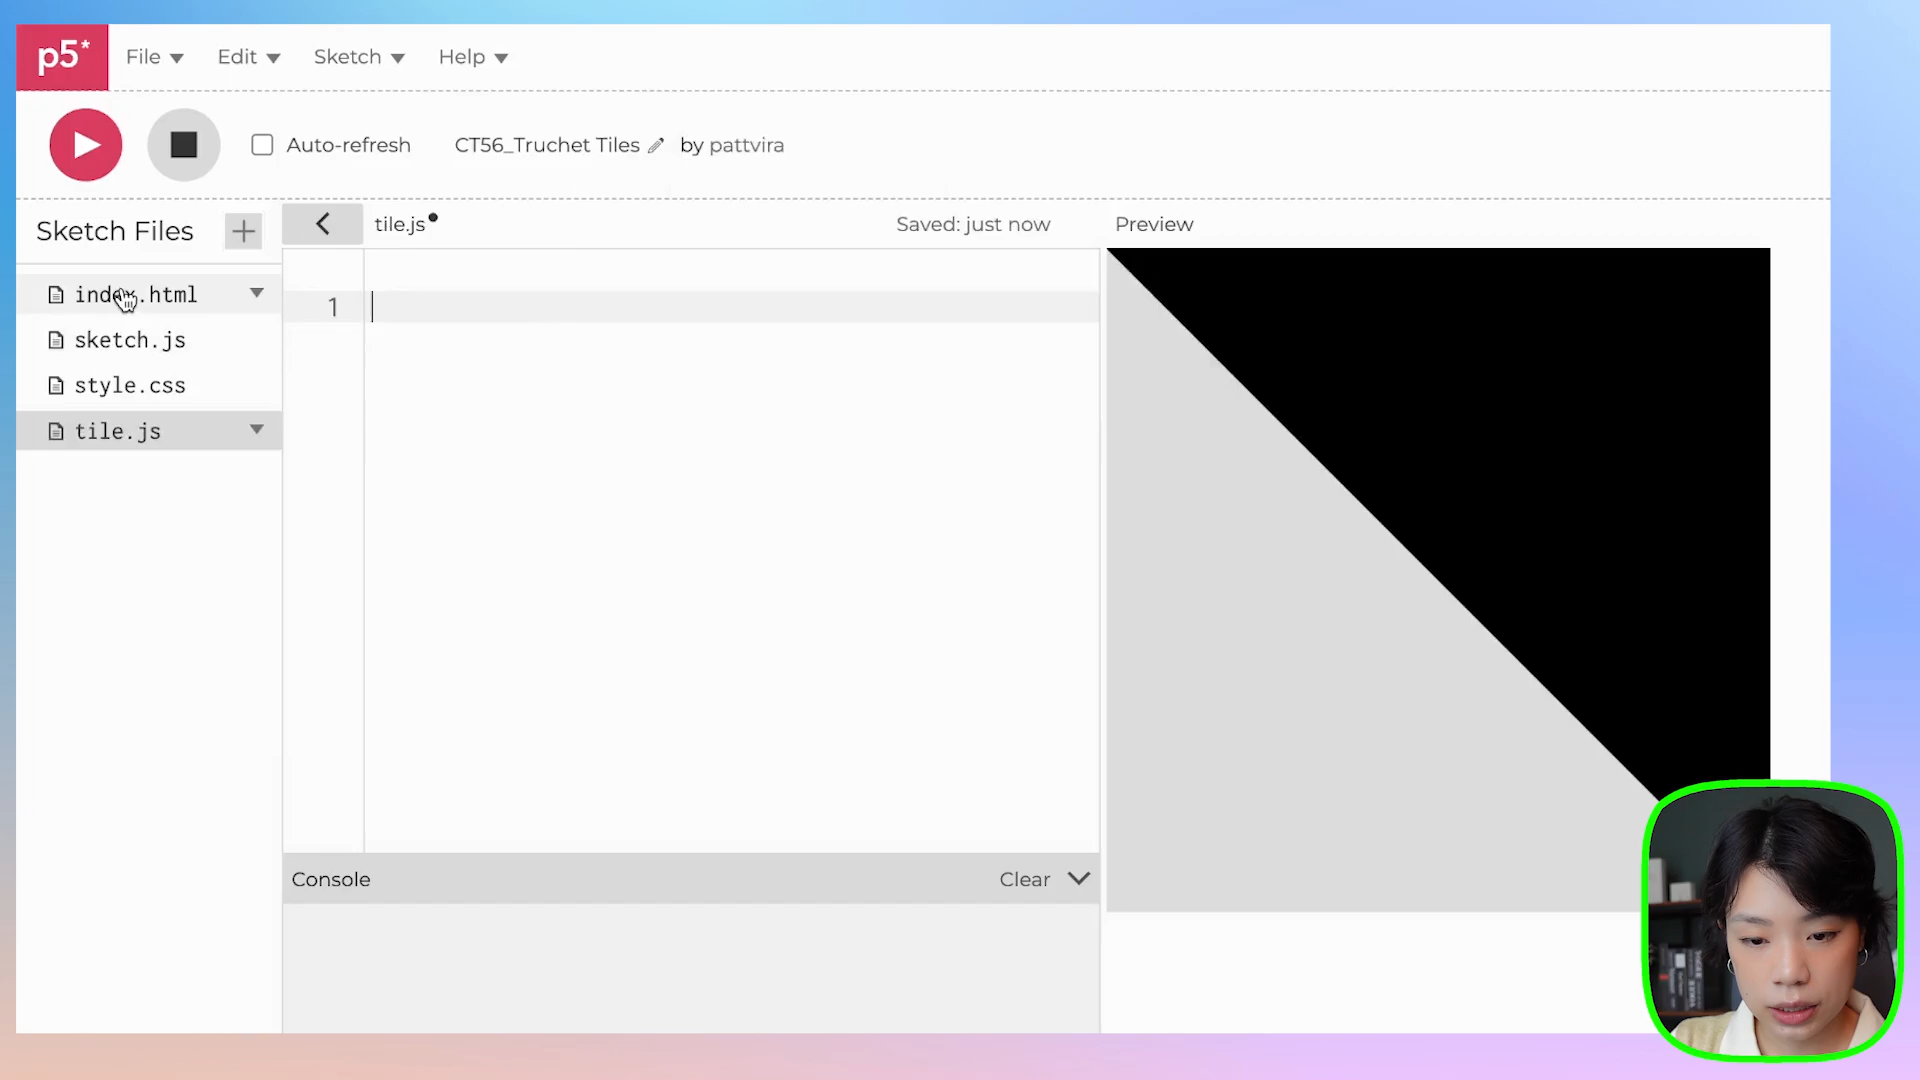 p5*
File Edit Sketch Help
Auto-refresh CT56_Truchet Tiles by pattvira
Sketch Files
tile.js
Saved: just now
Preview
index.html
sketch.js
style.css
tile.js
1
Console
Clear